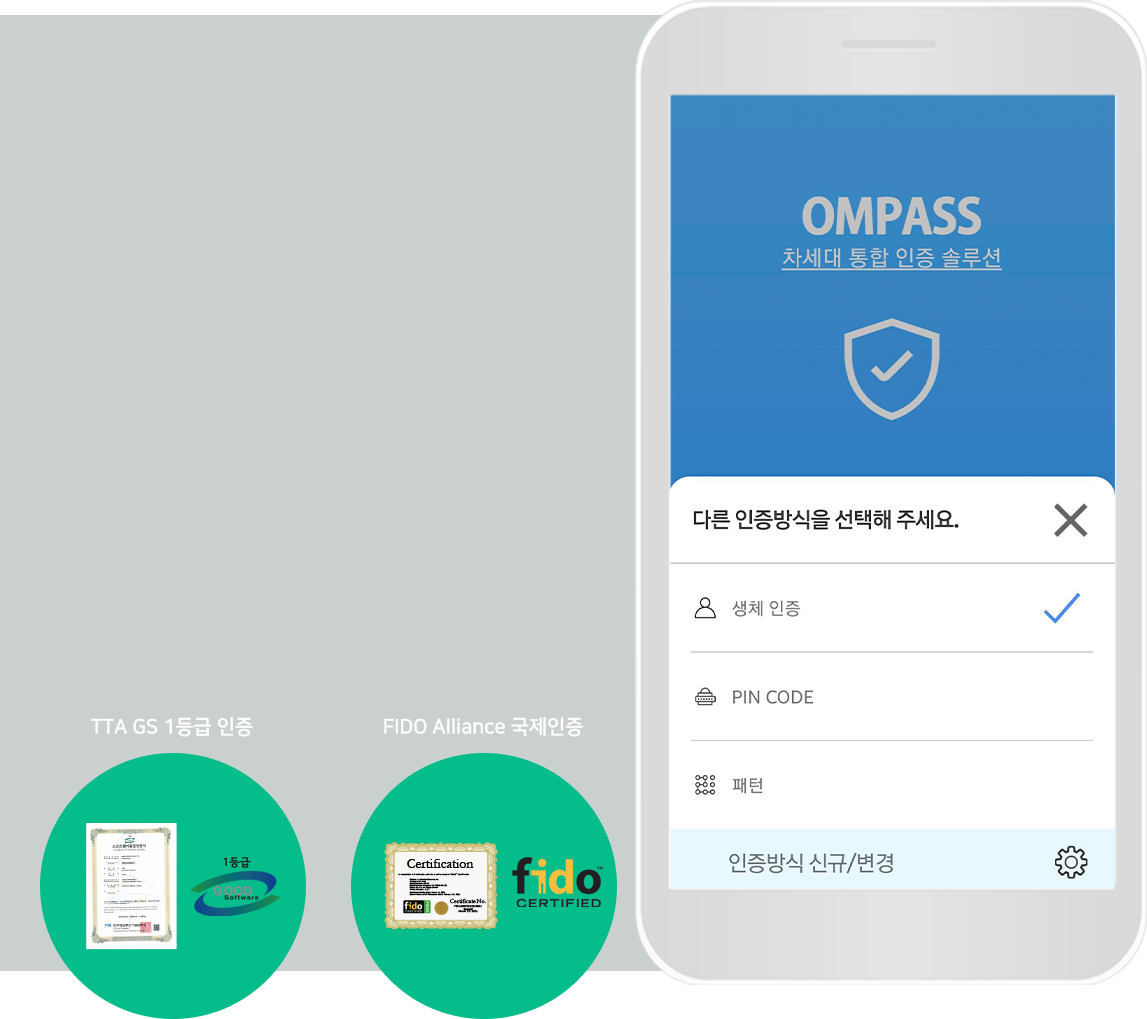 OMPASS
차세대 통합 인증 솔루션
다른 인증방식을 선택해 주세요.
생체 인증
PIN CODE
패턴
인증방식 신규/변경
TTA GS 1등급 인증
FIDO Alliance 국제인증
1등급
GOOD
Software
Certification
Certificate No.
fido
CERTIFIED
fido™
CERTIFIED